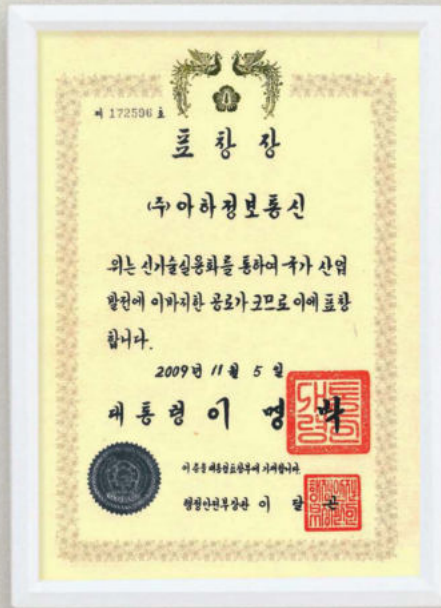 제 172596 호
표 창 장
(주)아하정보통신
위는 신기술실용화를 통하여 국가 산업
발전에 이바지한 공로가 크므로 이에 표창
합니다.
2009년 11월 5일
대통령 이 명 박
이 증을 대통령표창부에 기재합니다.
행정안전부장관 이 달 곤